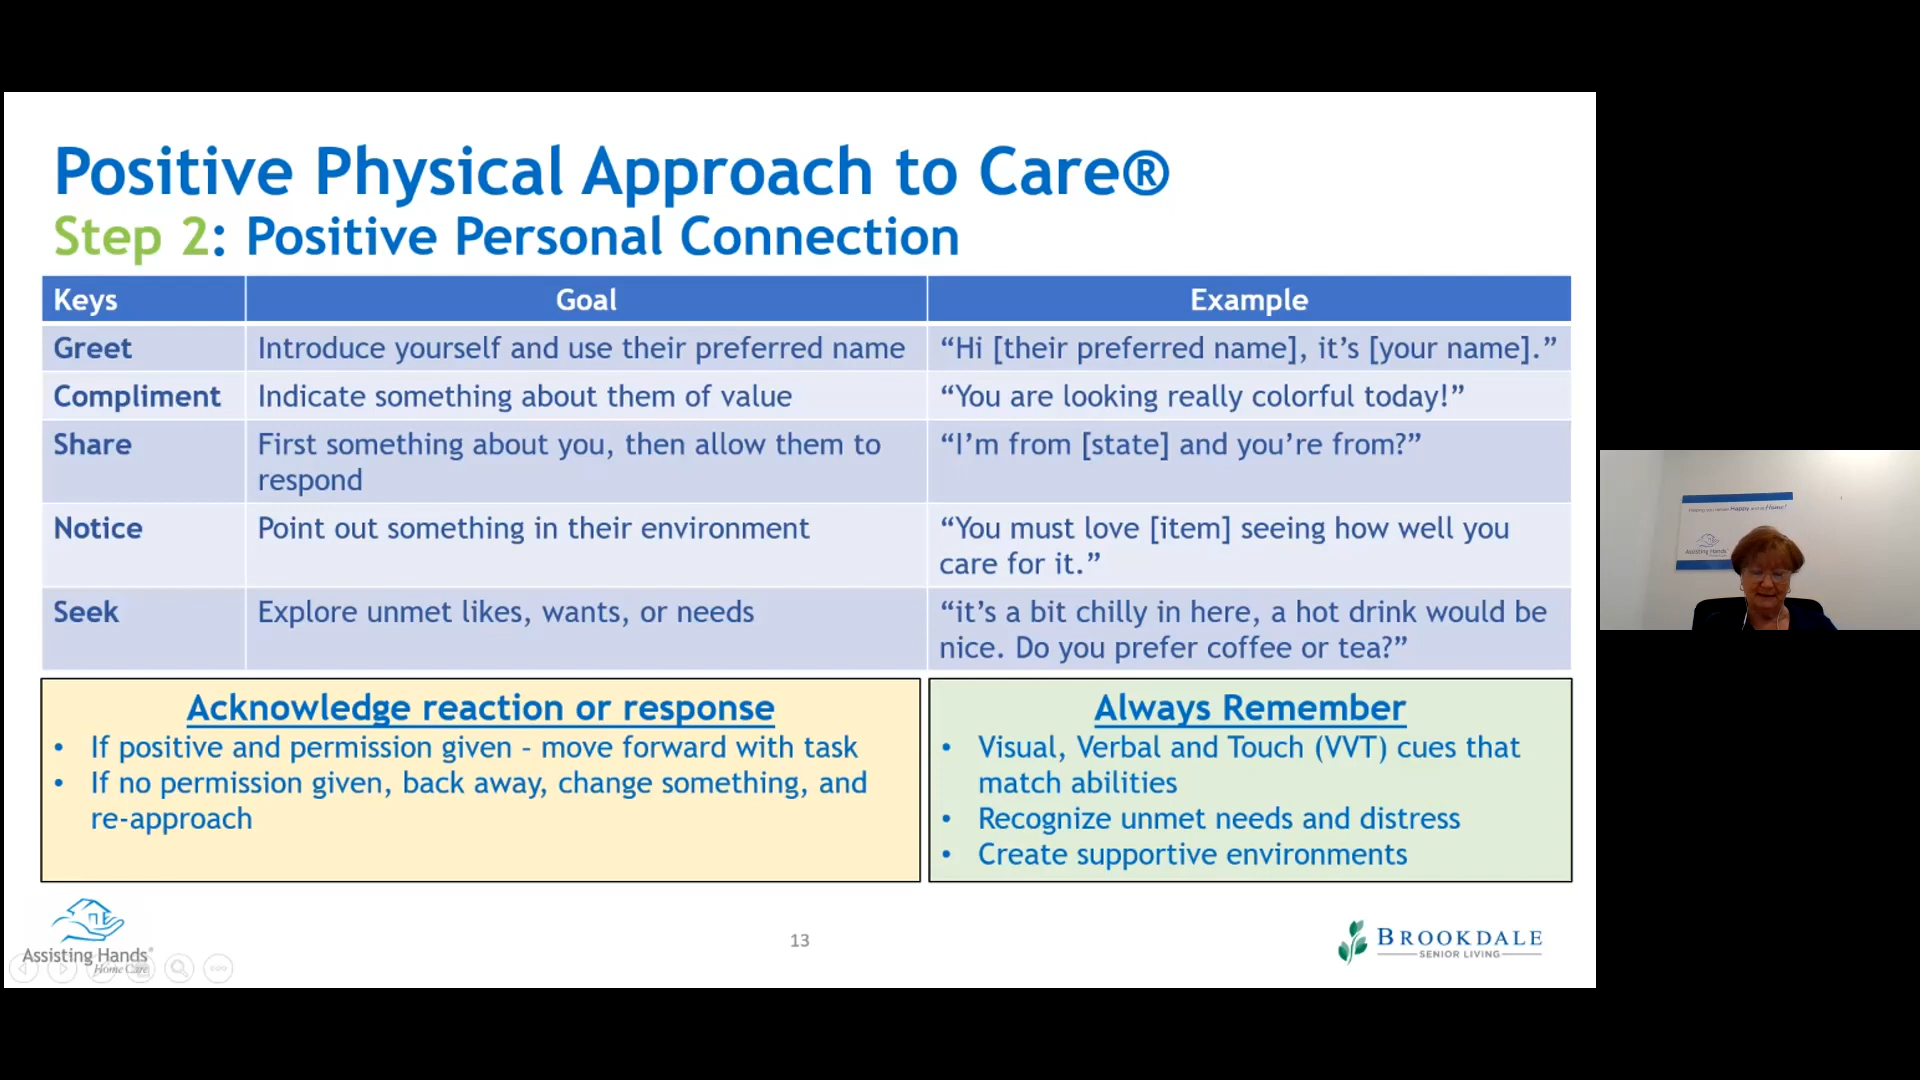 Positive Physical Approach to Care®
Step 2: Positive Personal Connection
Keys Goal Example
Greet Introduce yourself and use their preferred name “Hi [their preferred name], it’s [your name].”
Compliment Indicate something about them of value “You are looking really colorful today!”
Share First something about you, then allow them to “I’m from [state] and you’re from?”
respond
Notice Point out something in their environment “You must love [item] seeing how well you
care for it.”
Seek Explore unmet likes, wants, or needs “it’s a bit chilly in here, a hot drink would be
nice. Do you prefer coffee or tea?”
Acknowledge reaction or response
• If positive and permission given – move forward with task
• If no permission given, back away, change something, and
re-approach
Always Remember
• Visual, Verbal and Touch (VVT) cues that
match abilities
• Recognize unmet needs and distress
• Create supportive environments
Assisting Hands®
Home Care
13
BROOKDALE
SENIOR LIVING
Happy and at Home!
Assisting Hands